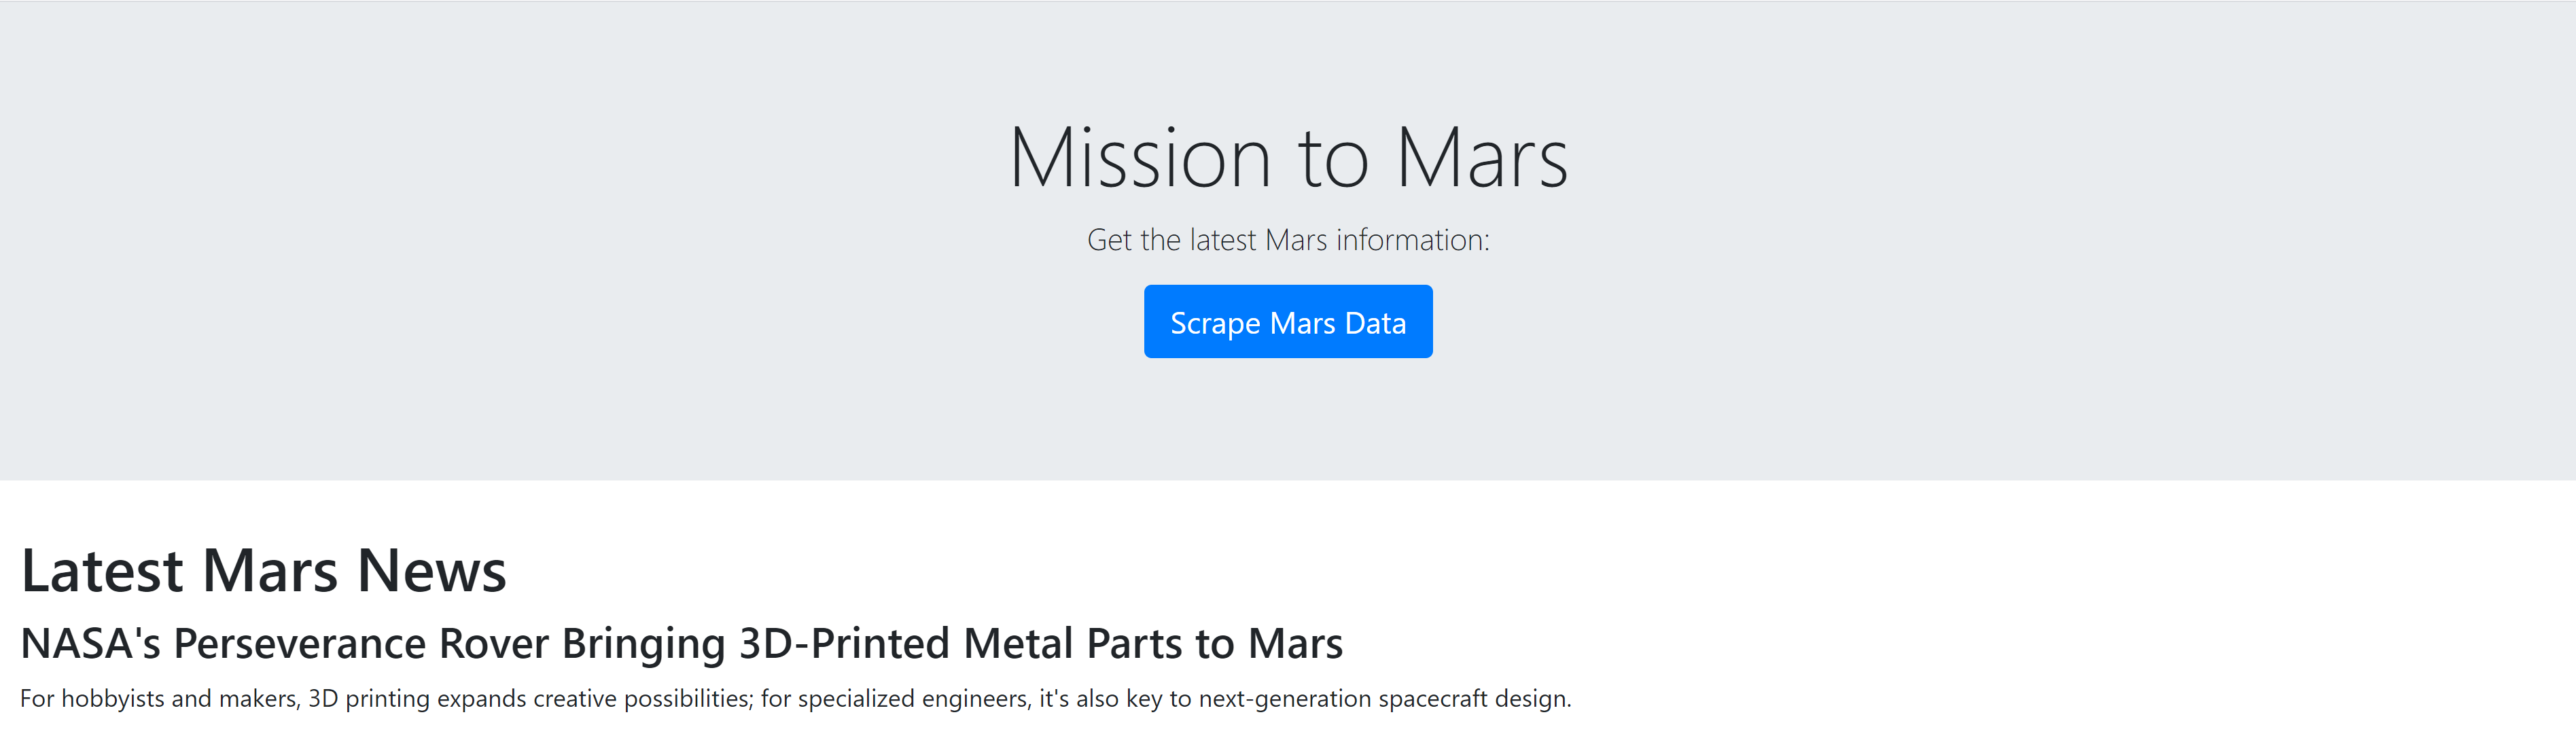 Mission to Mars
Get the latest Mars information:
Scrape Mars Data
Latest Mars News
NASA's Perseverance Rover Bringing 3D-Printed Metal Parts to Mars
For hobbyists and makers, 3D printing expands creative possibilities; for specialized engineers, it's also key to next-generation spacecraft design.